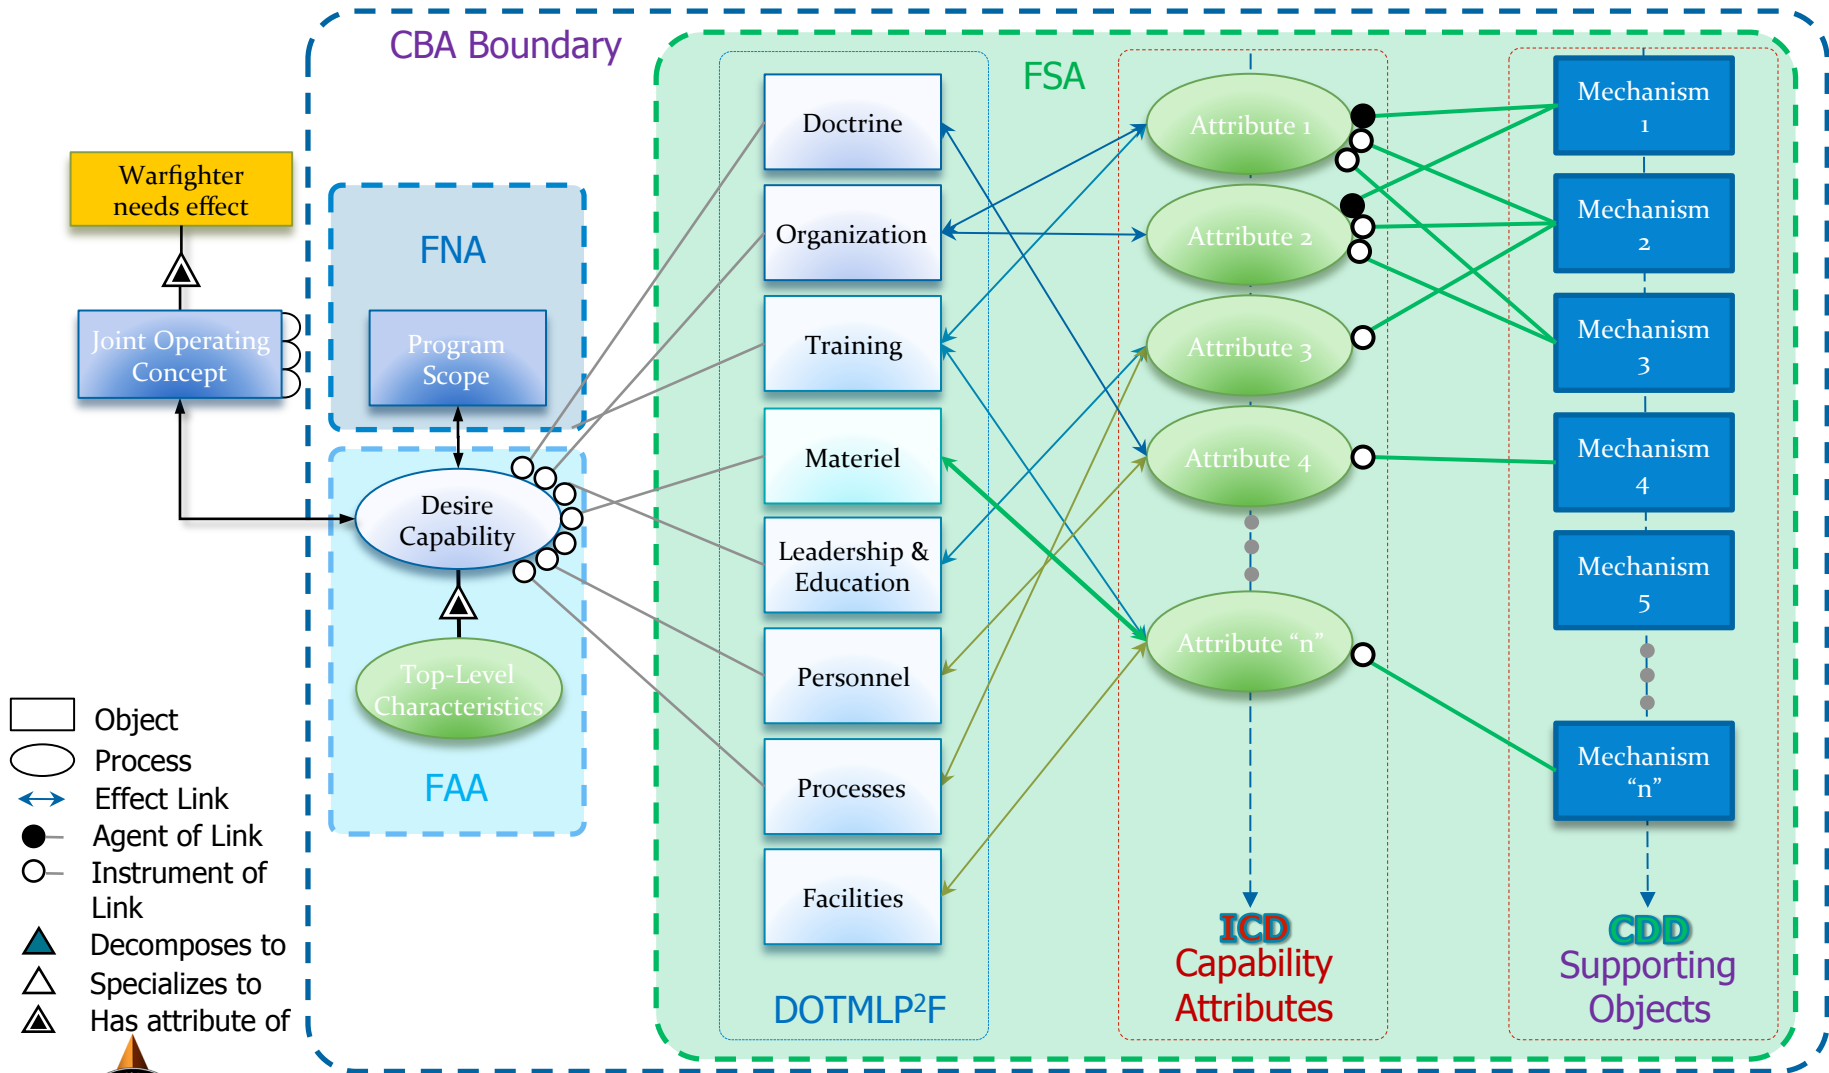 CBA Boundary
FSA
Warfighter
needs effect
Joint Operating
Concept
FNA
Program
Scope
Desire
Capability
Top-Level
Characteristics
FAA
Object
Process
Effect Link
Agent of Link
Instrument of
Link
Decomposes to
Specializes to
Has attribute of
Doctrine
Organization
Training
Materiel
Leadership &
Education
Personnel
Processes
Facilities
DOTMLP²F
Attribute 1
Attribute 2
Attribute 3
Attribute 4
Attribute “n”
ICD
Capability
Attributes
Mechanism
1
Mechanism
2
Mechanism
3
Mechanism
4
Mechanism
5
Mechanism
“n”
CDD
Supporting
Objects